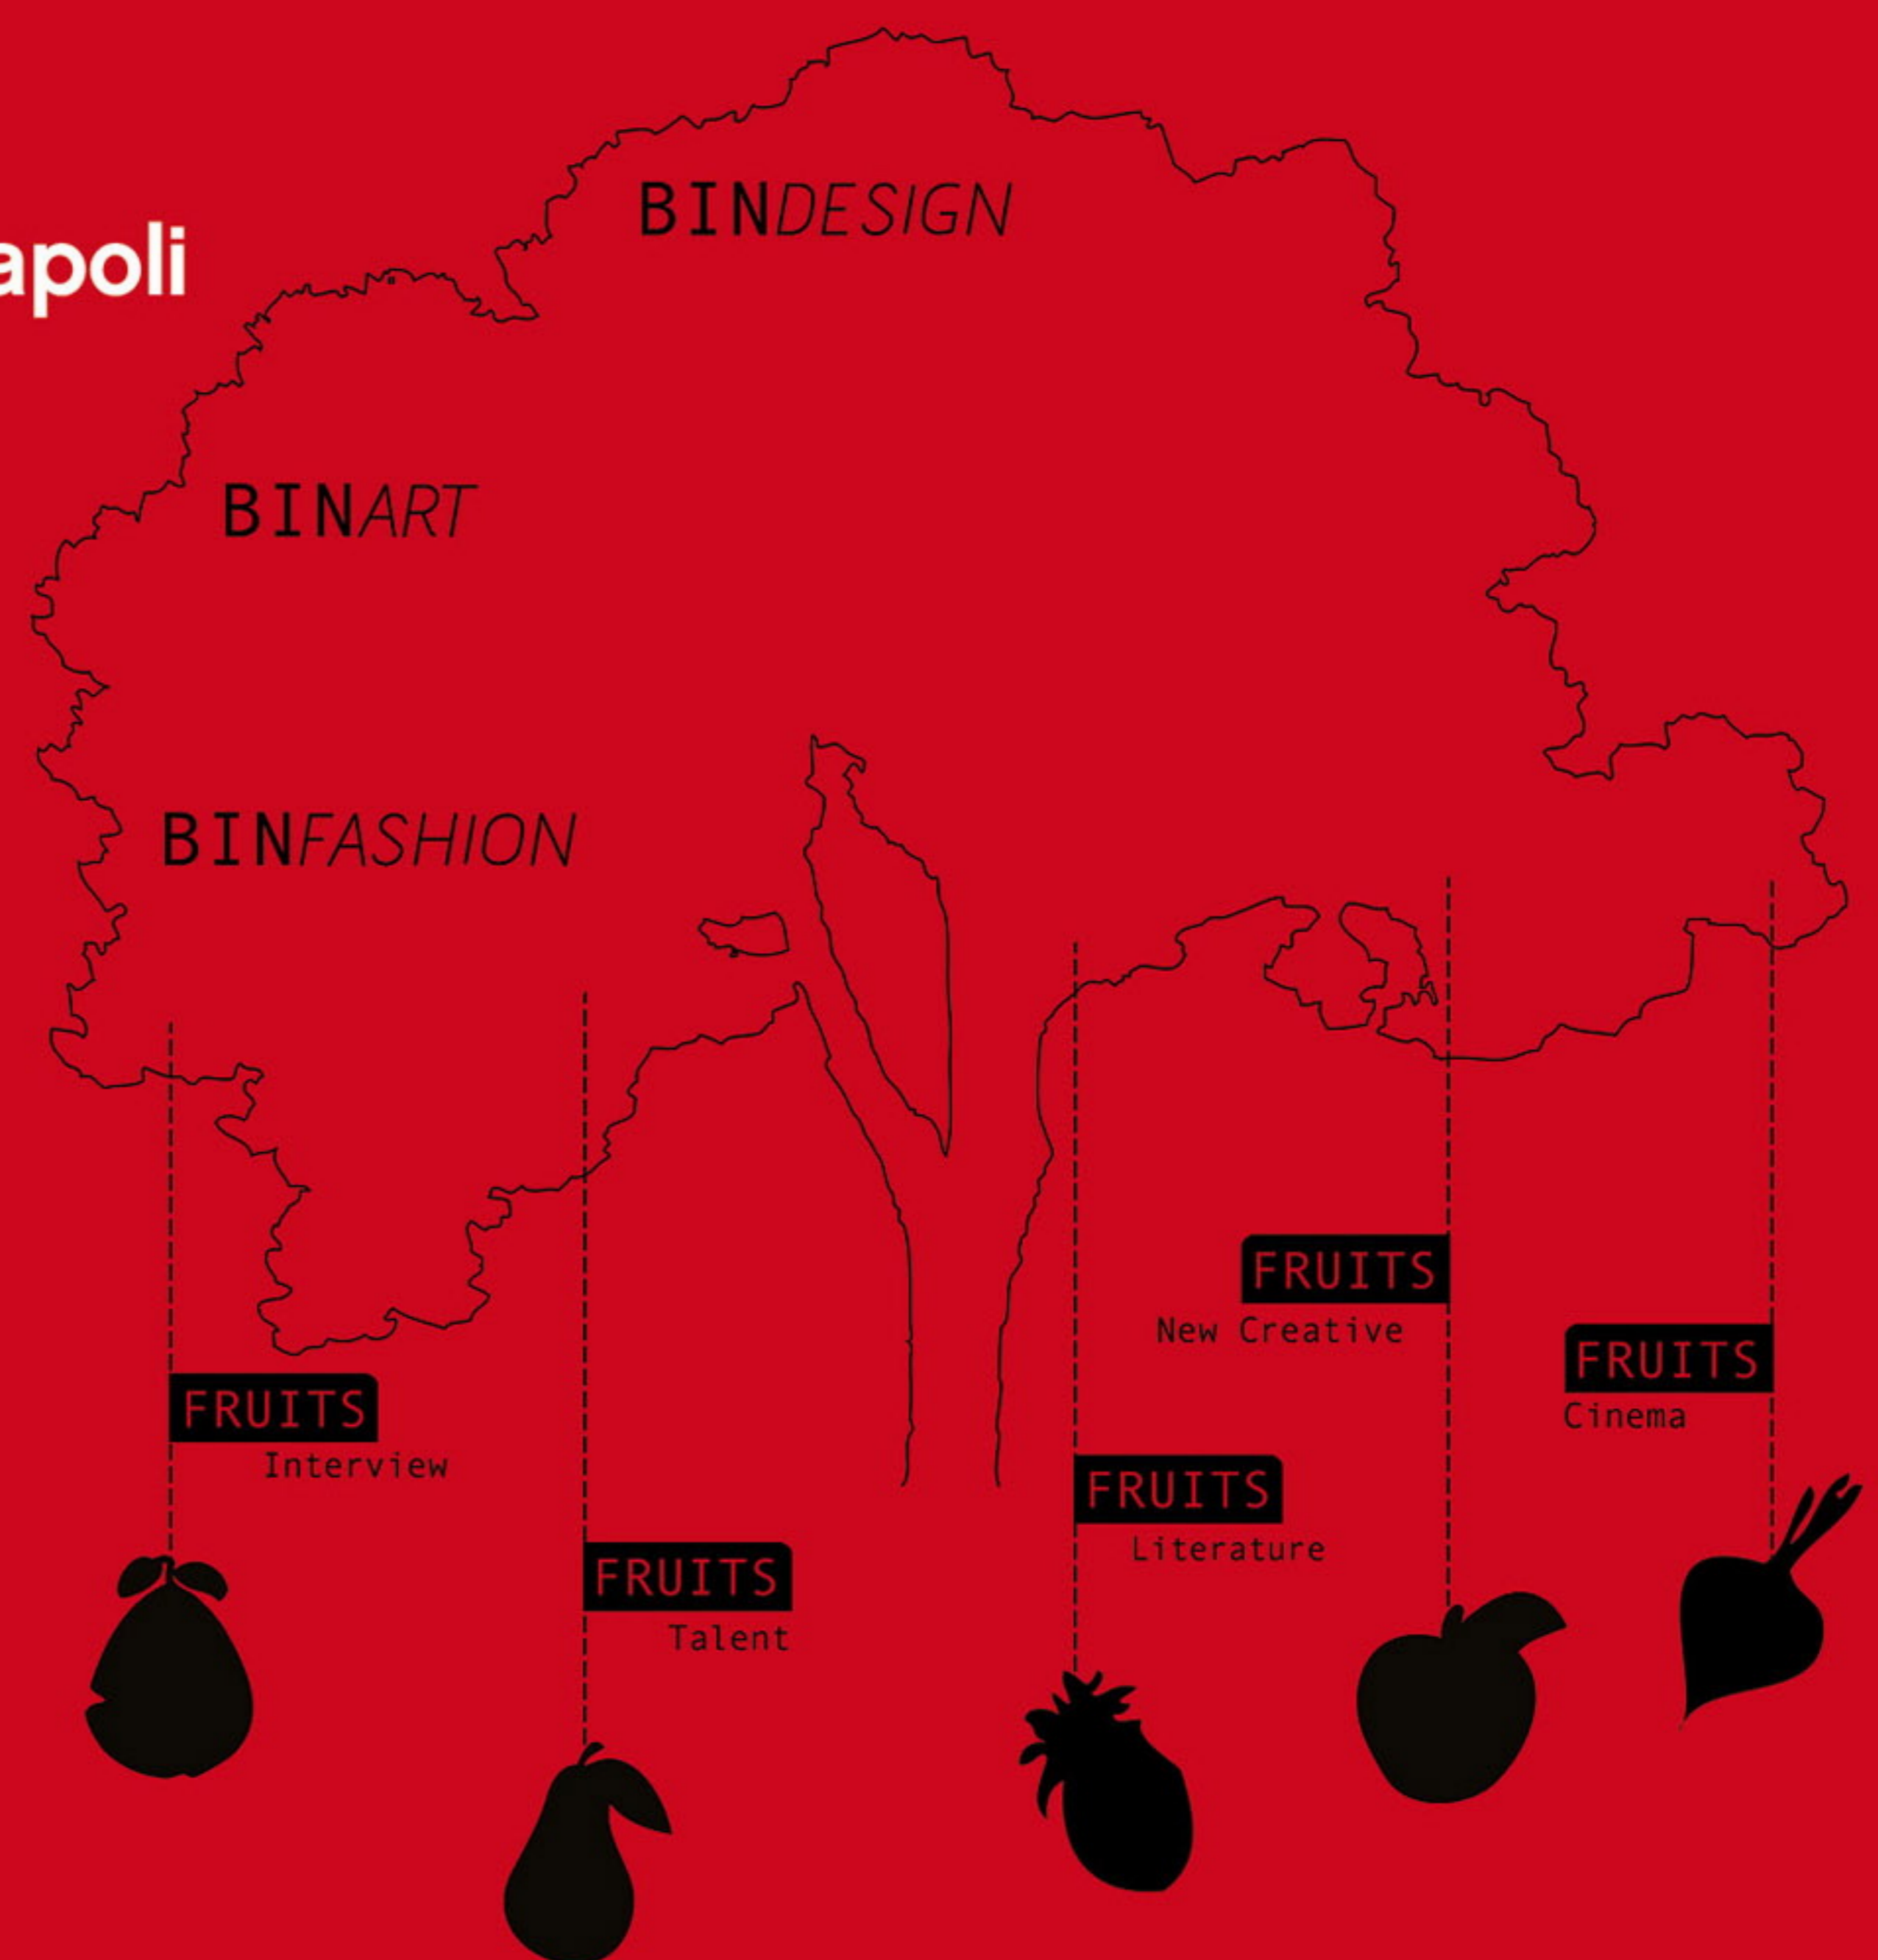 BINDESIGN
apoli
BINART
BINFASHION
FRUITS
New Creative
FRUITS
Cinema
FRUITS
Interview
FRUITS
Literature
FRUITS
Talent